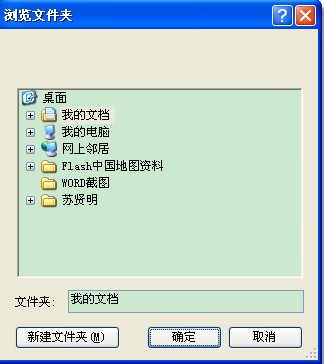 浏览文件夹
桌面
我的文档
我的电脑
网上邻居
Flash中国地图资料
WORD截图
苏贤明
文件夹: 我的文档
新建文件夹(M) 确定 取消